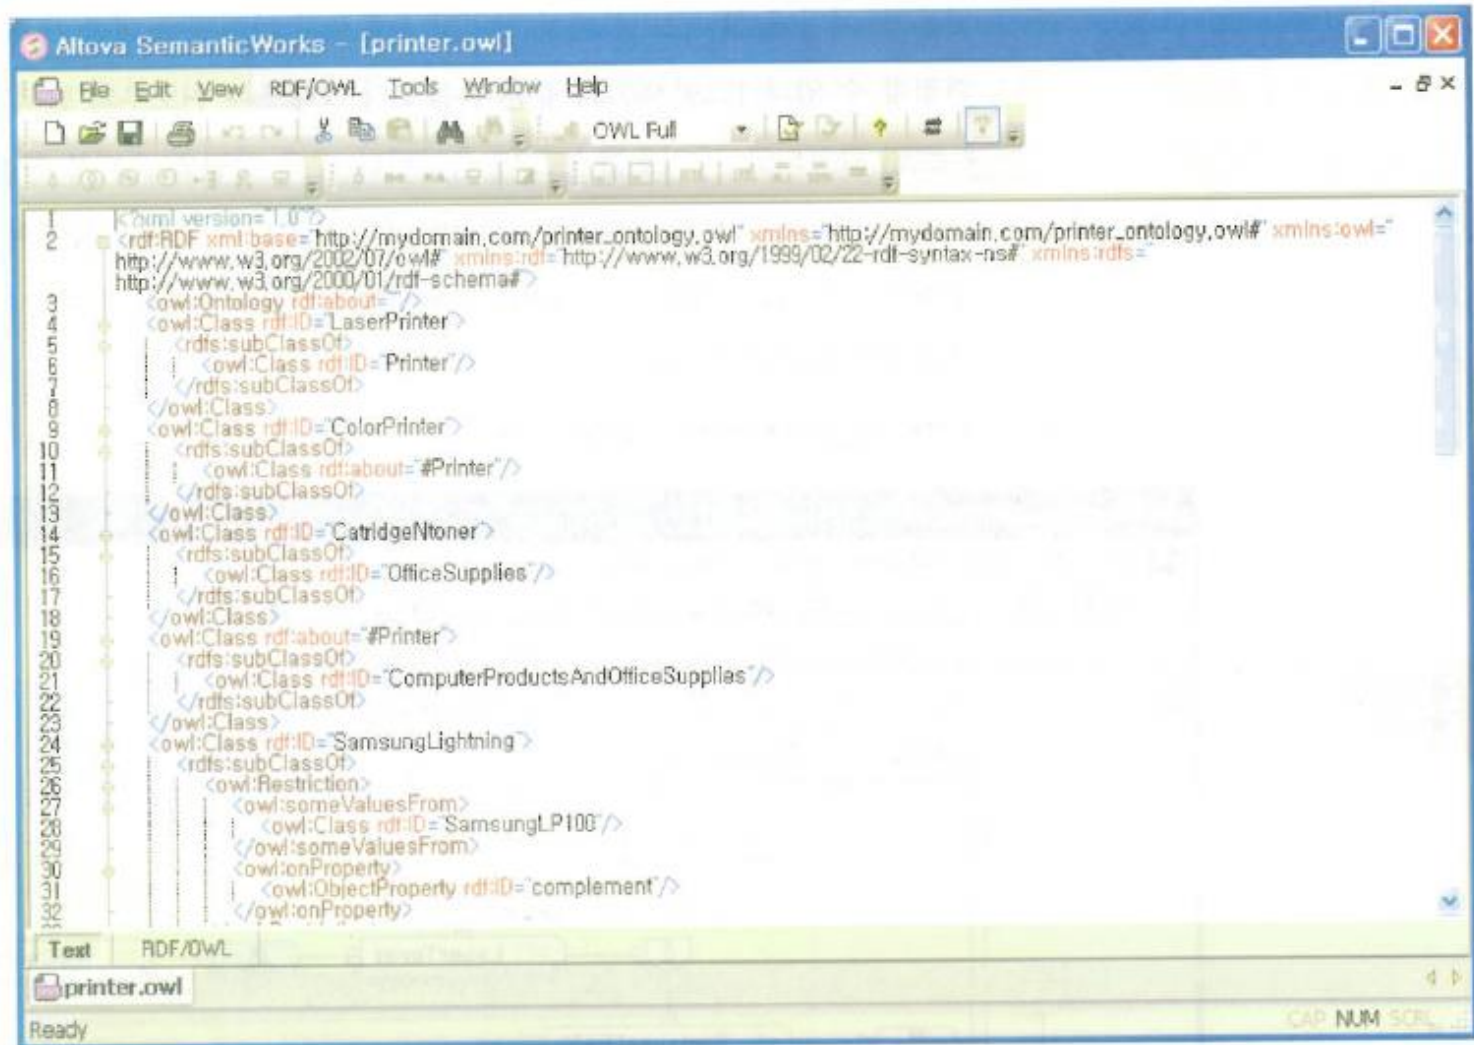 Altova SemanticWorks - [printer.owl]
File Edit View RDF/OWL Tools Window Help
OWL Full
1 <?xml version="1.0"?>
2 <rdf:RDF xml:base="http://mydomain.com/printer_ontology.owl" xmlns="http://mydomain.com/printer_ontology.owl#" xmlns:owl="
http://www.w3.org/2002/07/owl#" xmlns:rdf="http://www.w3.org/1999/02/22-rdf-syntax-ns#" xmlns:rdfs="
http://www.w3.org/2000/01/rdf-schema#">
3 <owl:Ontology rdf:about=""/>
4 <owl:Class rdf:ID="LaserPrinter">
5 <rdfs:subClassOf>
6 <owl:Class rdf:ID="Printer"/>
7 </rdfs:subClassOf>
8 </owl:Class>
9 <owl:Class rdf:ID="ColorPrinter">
10 <rdfs:subClassOf>
11 <owl:Class rdf:about="#Printer"/>
12 </rdfs:subClassOf>
13 </owl:Class>
14 <owl:Class rdf:ID="CatridgeNtoner">
15 <rdfs:subClassOf>
16 <owl:Class rdf:ID="OfficeSupplies"/>
17 </rdfs:subClassOf>
18 </owl:Class>
19 <owl:Class rdf:about="#Printer">
20 <rdfs:subClassOf>
21 <owl:Class rdf:ID="ComputerProductsAndOfficeSupplies"/>
22 </rdfs:subClassOf>
23 </owl:Class>
24 <owl:Class rdf:ID="SamsungLightning">
25 <rdfs:subClassOf>
26 <owl:Restriction>
27 <owl:someValuesFrom>
28 <owl:Class rdf:ID="SamsungLP100"/>
29 </owl:someValuesFrom>
30 <owl:onProperty>
31 <owl:ObjectProperty rdf:ID="complement"/>
32 </owl:onProperty>
Text RDF/OWL
printer.owl
Ready
CAP NUM SCRL